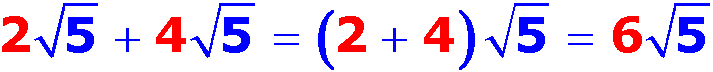 2√5 + 4√5 = (2 + 4)√5 = 6√5